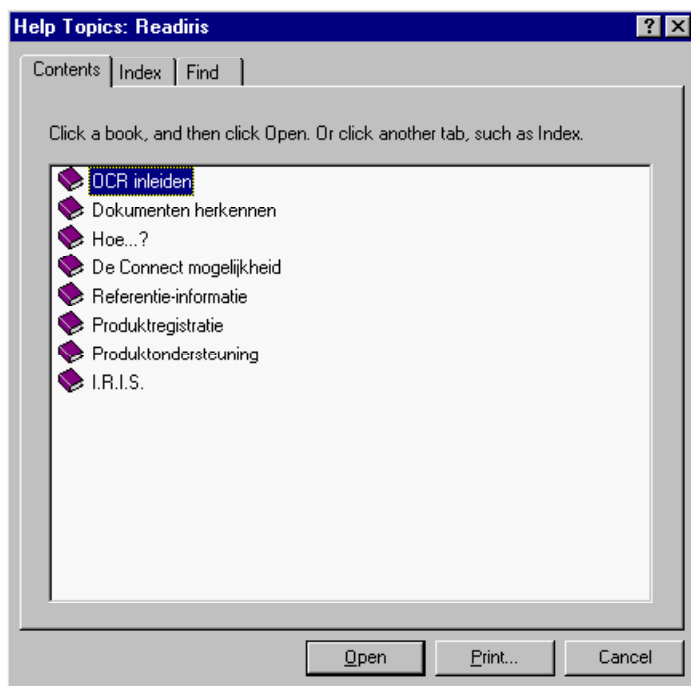 Help Topics: Readiris
Contents Index Find
Click a book, and then click Open. Or click another tab, such as Index.
OCR inleiden
Dokumenten herkennen
Hoe...?
De Connect mogelijkheid
Referentie-informatie
Produktregistratie
Produktondersteuning
I.R.I.S.
Open Print... Cancel